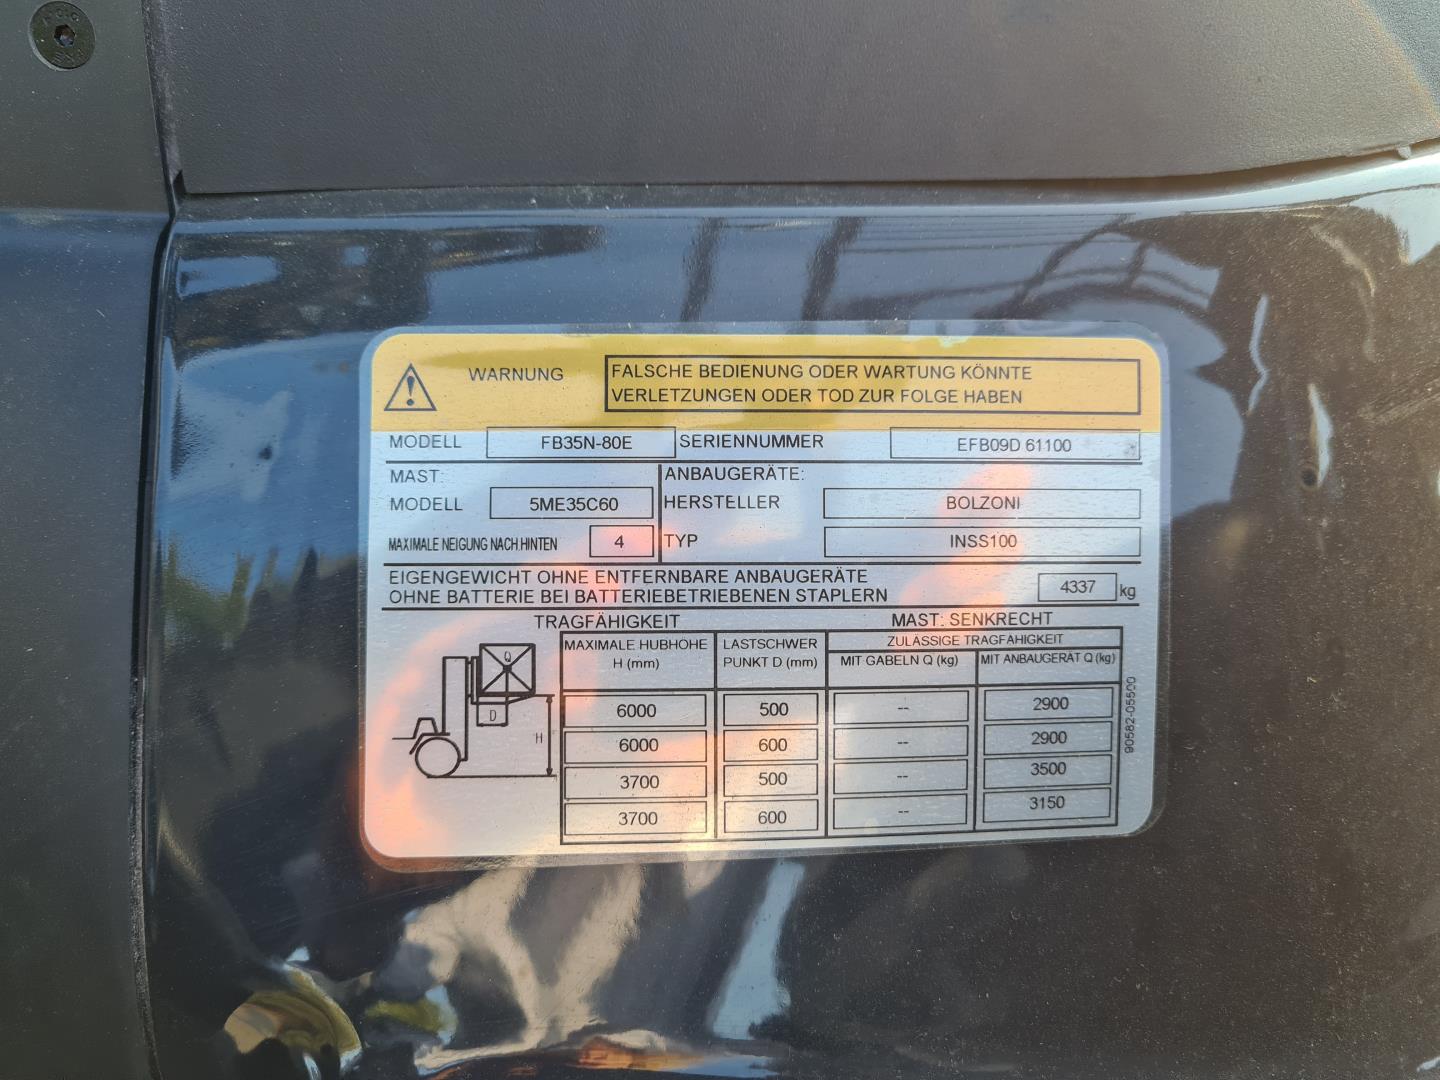 WARNUNG
FALSCHE BEDIENUNG ODER WARTUNG KÖNNTE
VERLETZUNGEN ODER TOD ZUR FOLGE HABEN
MODELL FB35N-80E SERIENNUMMER EFB09D 61100
MAST: ANBAUGERÄTE:
MODELL 5ME35C60 HERSTELLER BOLZONI
MAXIMALE NEIGUNG NACH HINTEN 4 TYP INSS100
EIGENGEWICHT OHNE ENTFERNBARE ANBAUGERÄTE
OHNE BATTERIE BEI BATTERIEBETRIEBENEN STAPLERN 4337 kg
TRAGFÄHIGKEIT MAST: SENKRECHT
MAXIMALE HUBHÖHE LASTSCHWER ZULÄSSIGE TRAGFÄHIGKEIT
H (mm) PUNKT D (mm) MIT GABELN Q (kg) MIT ANBAUGERÄT Q (kg)
6000 500 -- 2900
6000 600 -- 2900
3700 500 -- 3500
3700 600 -- 3150
Q
D
H
90582-05500